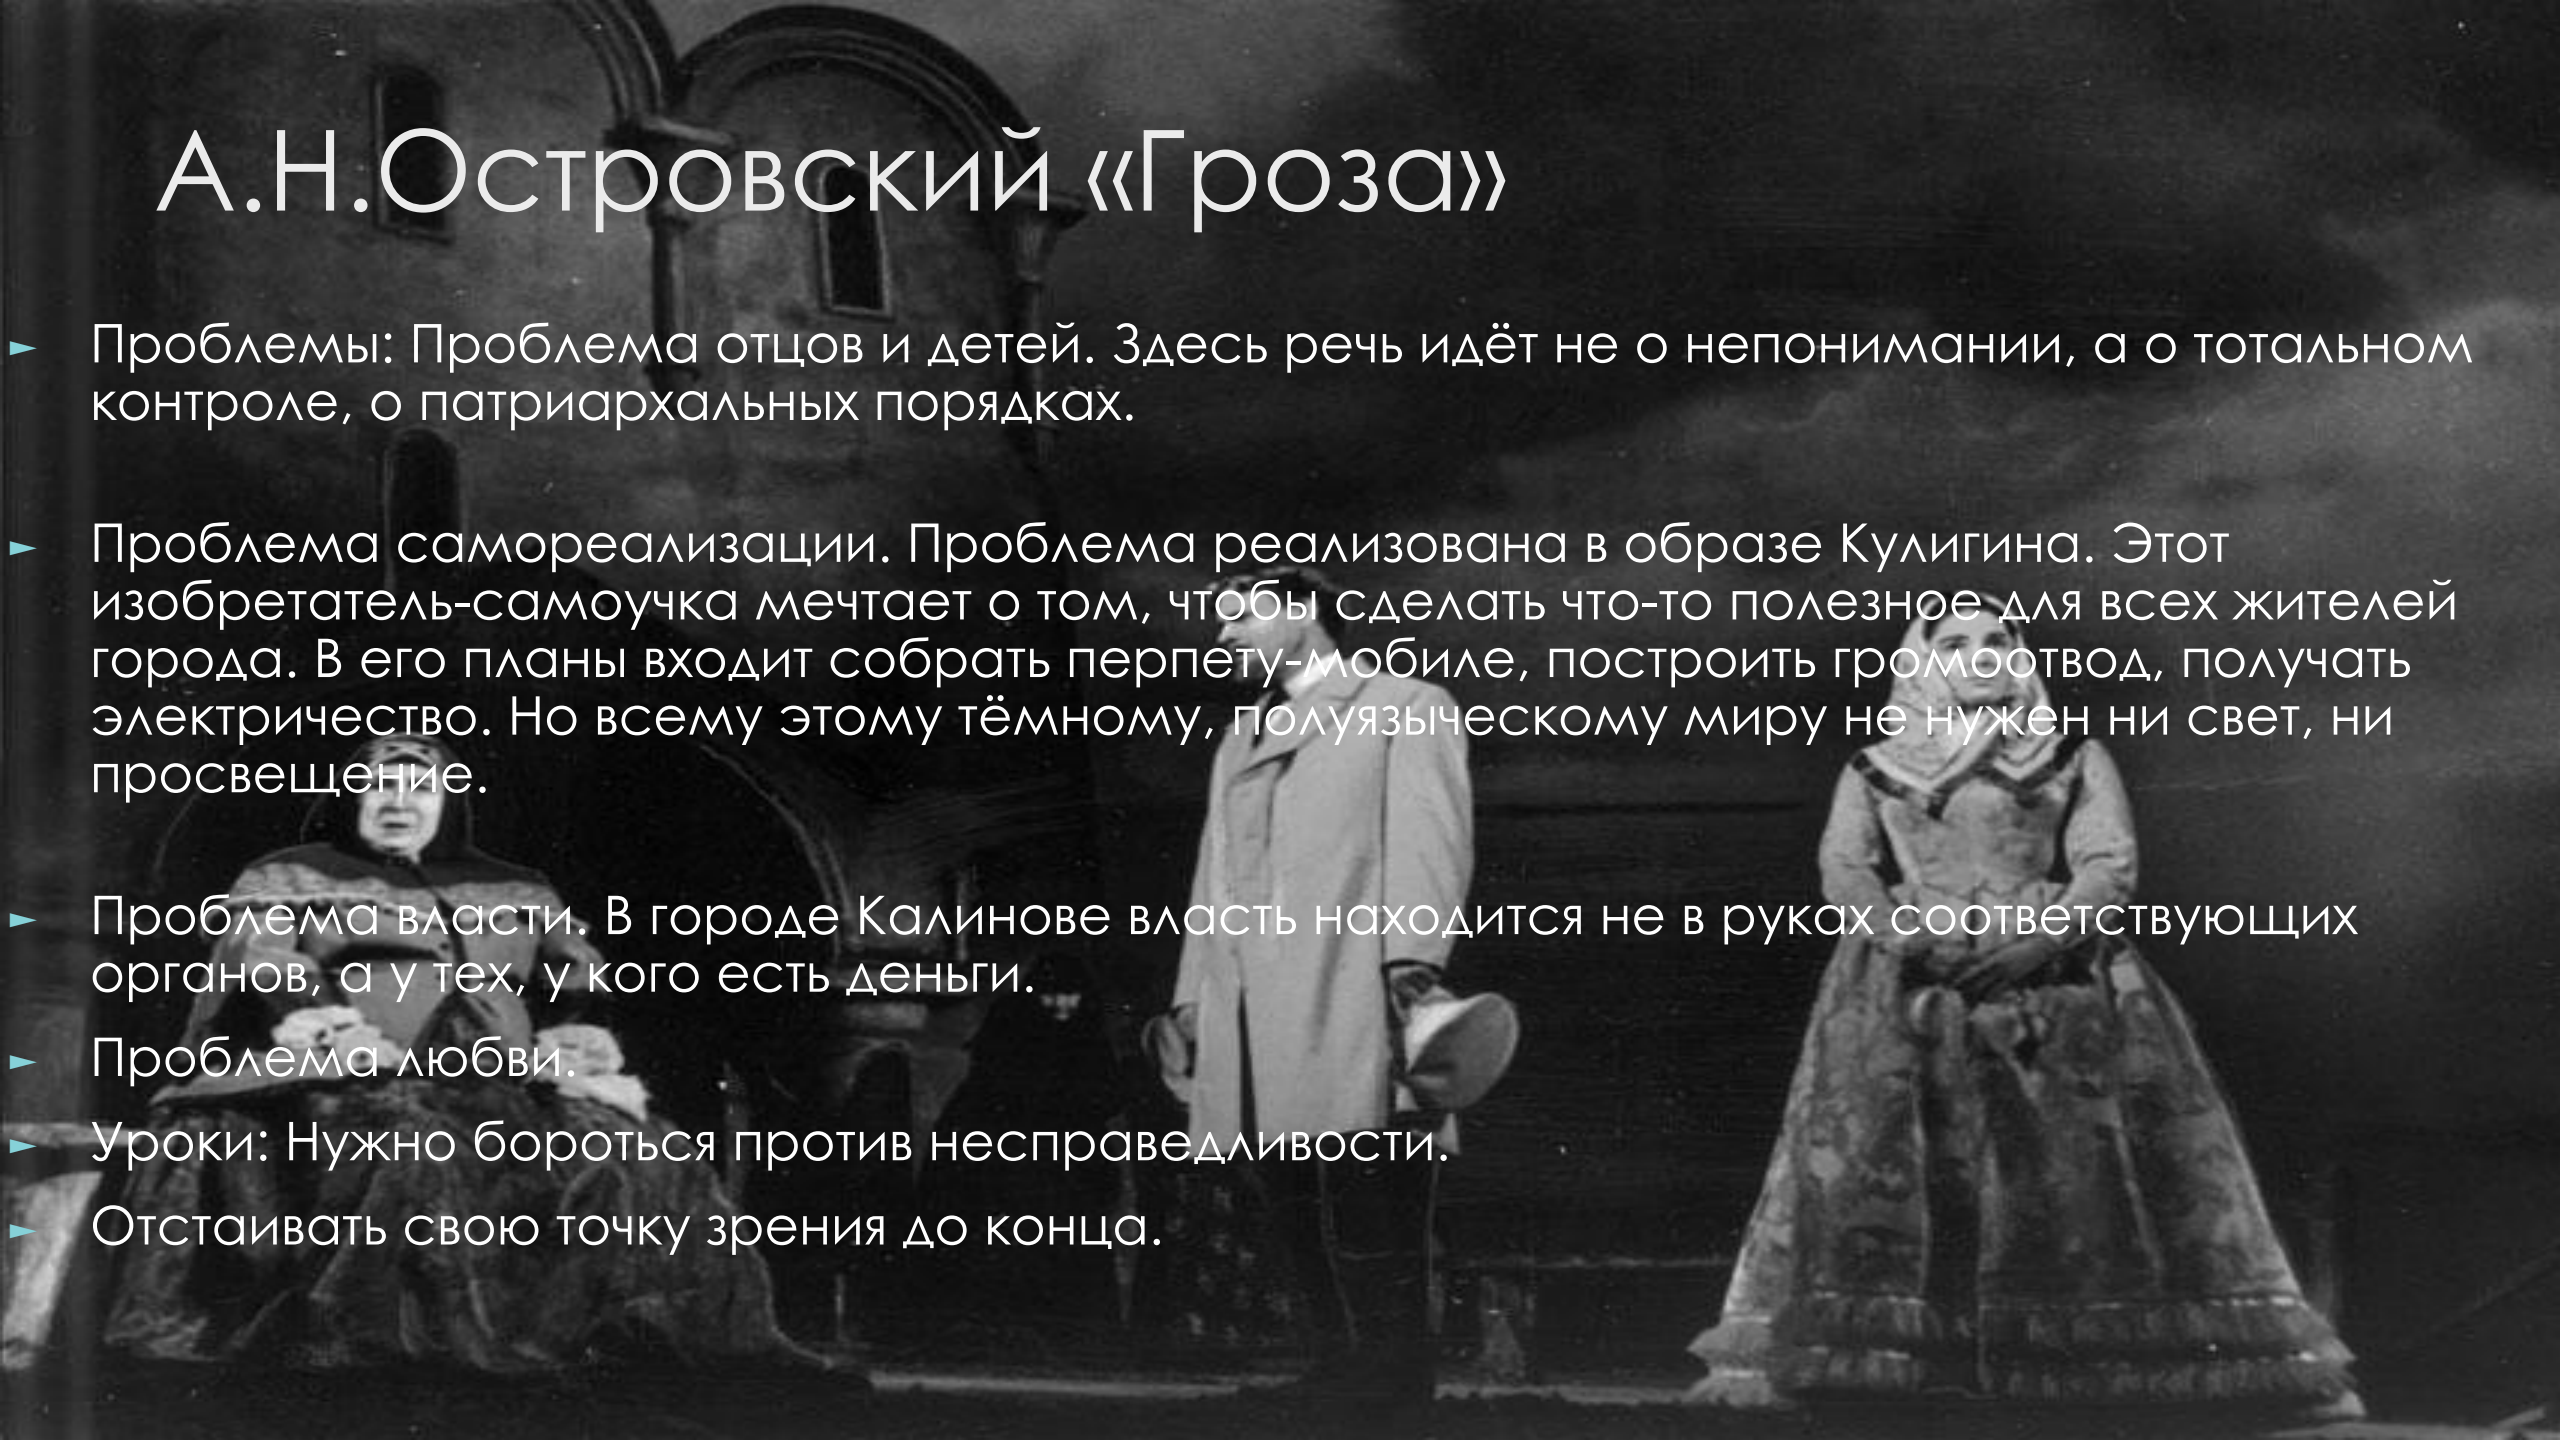 А.Н.Островский «Гроза»
► Проблемы: Проблема отцов и детей. Здесь речь идёт не о непонимании, а о тотальном
контроле, о патриархальных порядках.
► Проблема самореализации. Проблема реализована в образе Кулигина. Этот
изобретатель-самоучка мечтает о том, чтобы сделать что-то полезное для всех жителей
города. В его планы входит собрать перпету-мобиле, построить громоотвод, получать
электричество. Но всему этому тёмному, полуязыческому миру не нужен ни свет, ни
просвещение.
► Проблема власти. В городе Калинове власть находится не в руках соответствующих
органов, а у тех, у кого есть деньги.
► Проблема любви.
► Уроки: Нужно бороться против несправедливости.
► Отстаивать свою точку зрения до конца.